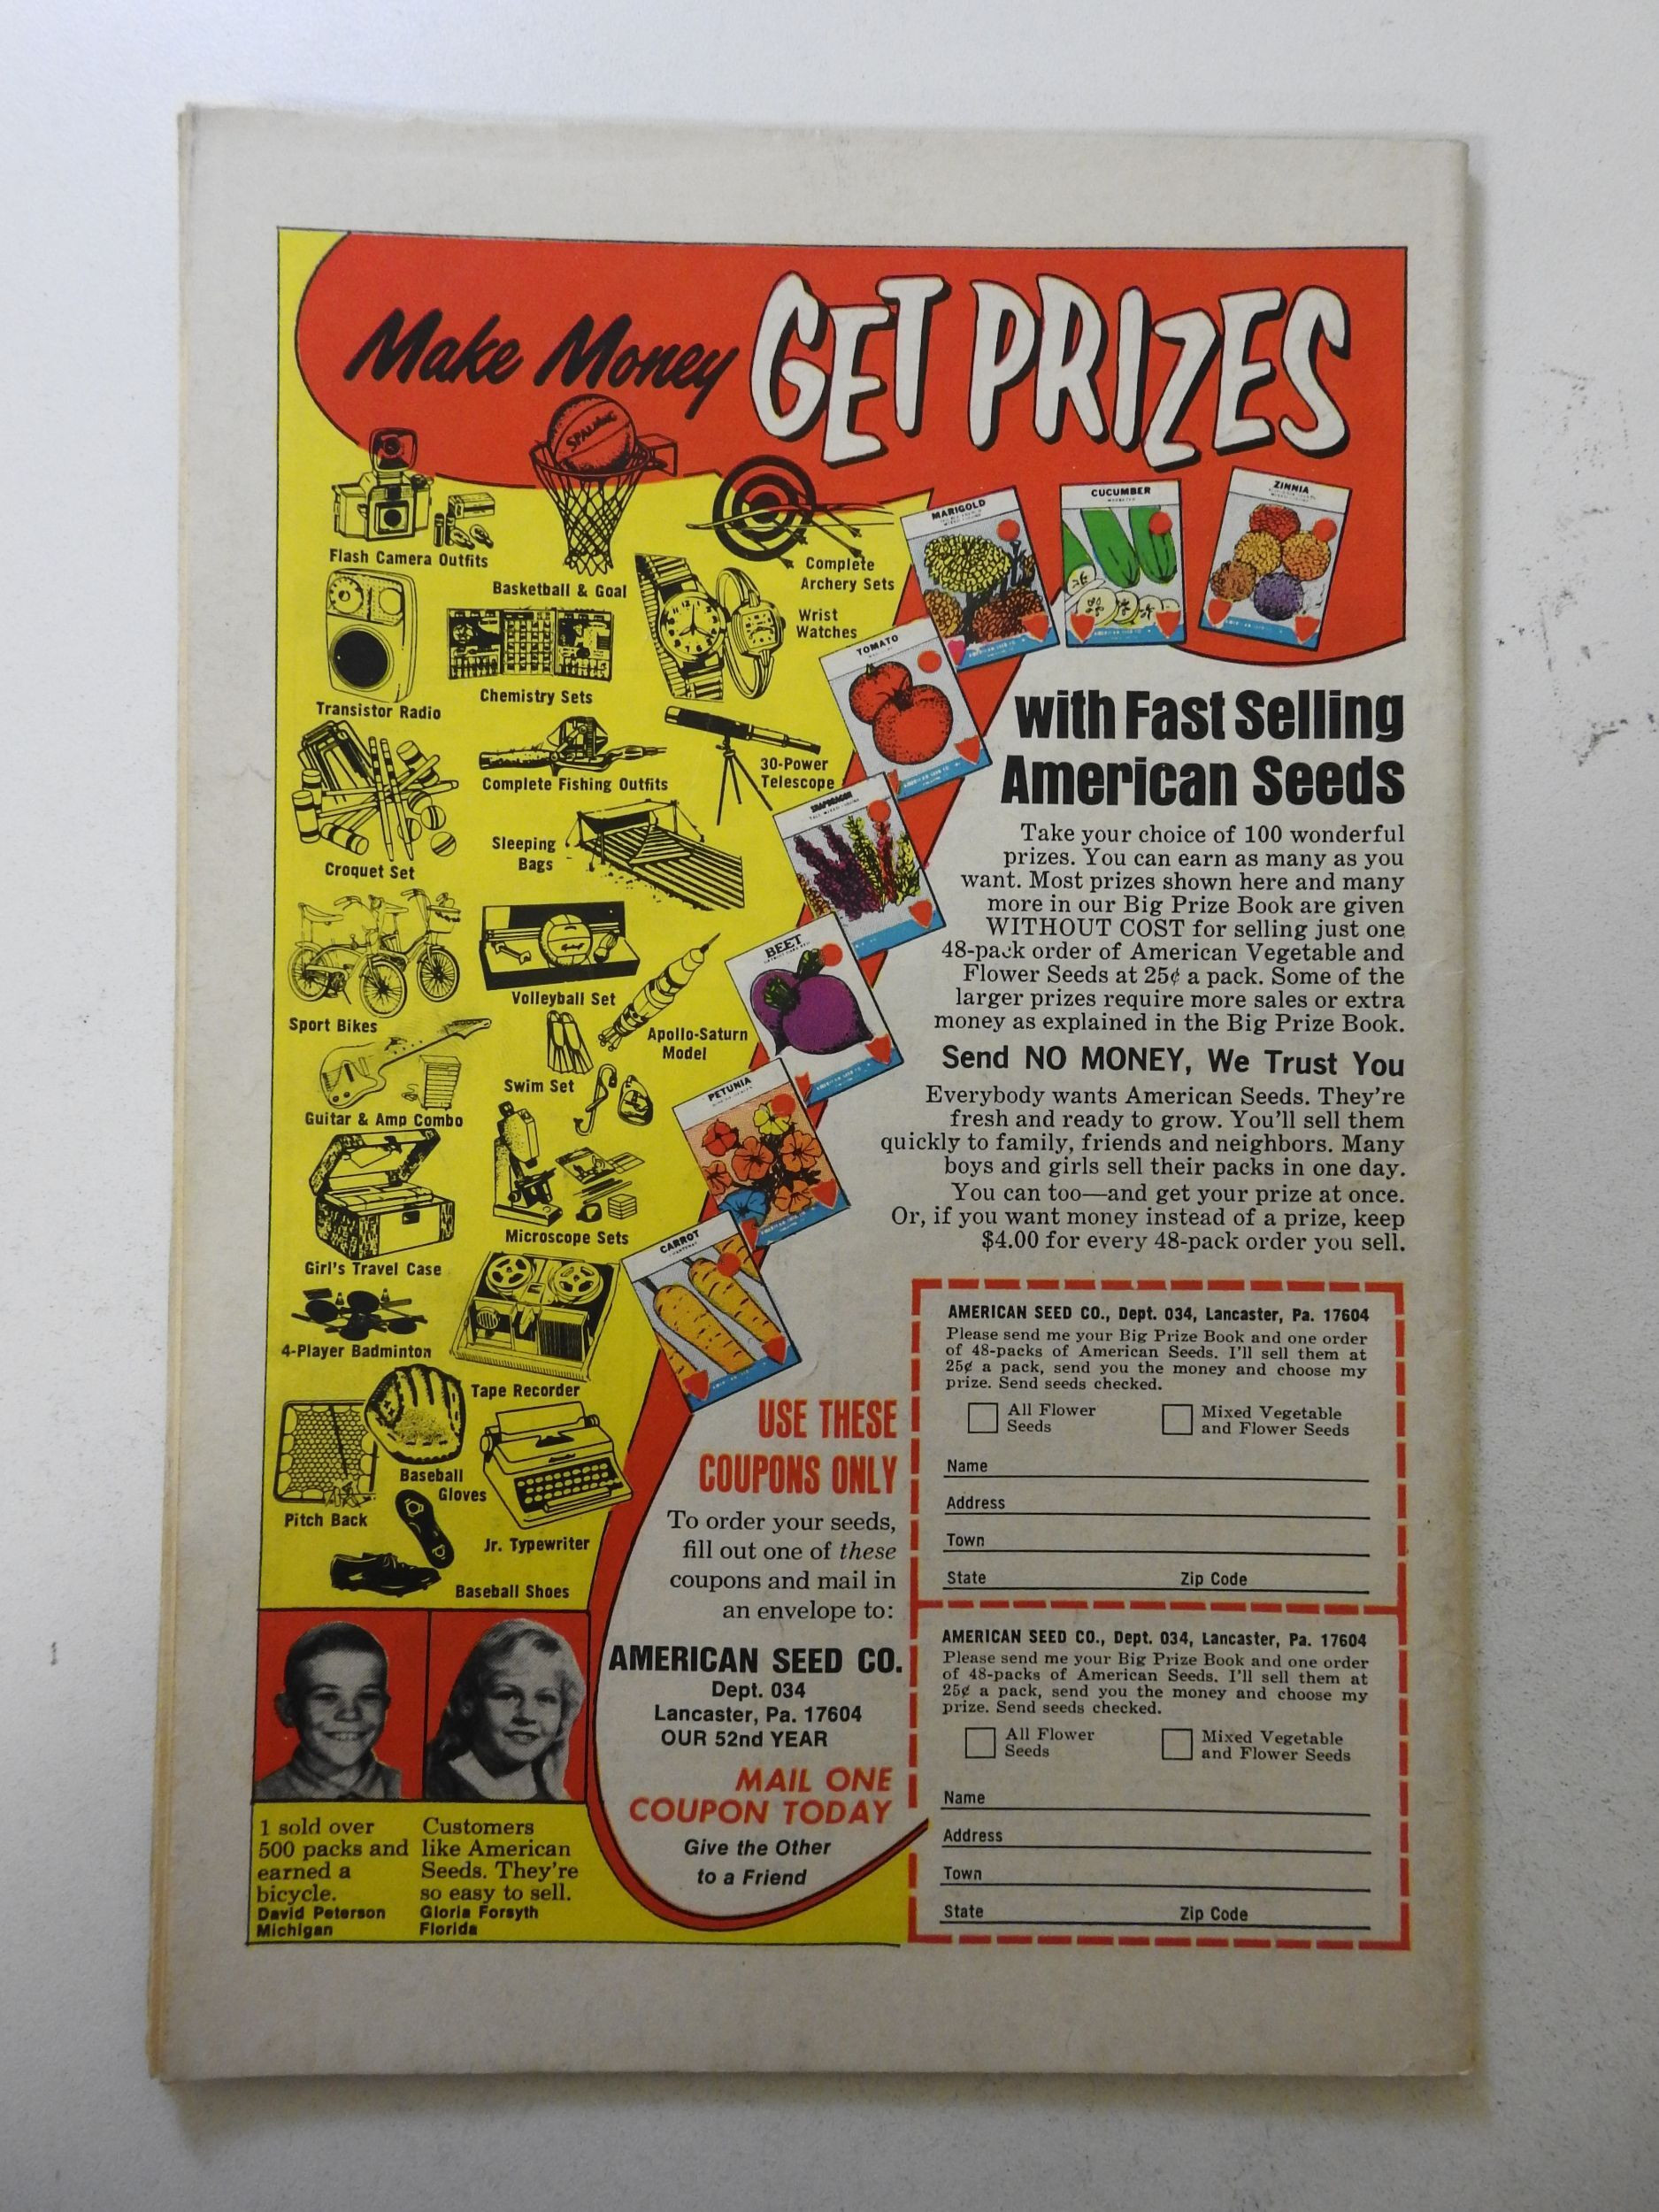 Make Money GET PRIZES
SPALDING
Flash Camera Outfits
Basketball & Goal
Complete
Archery Sets
Wrist
Watches
Transistor Radio
Chemistry Sets
Complete Fishing Outfits
30-Power
Telescope
Croquet Set
Sleeping
Bags
Sport Bikes
Volleyball Set
Apollo-Saturn
Model
Swim Set
Guitar & Amp Combo
Microscope Sets
Girl's Travel Case
4-Player Badminton
Tape Recorder
Baseball
Gloves
Pitch Back
Jr. Typewriter
Baseball Shoes
MARIGOLD
CUCUMBER
ZINNIA
TOMATO
SNAPDRAGON
BEET
PETUNIA
CARROT
with Fast Selling
American Seeds
Take your choice of 100 wonderful
prizes. You can earn as many as you
want. Most prizes shown here and many
more in our Big Prize Book are given
WITHOUT COST for selling just one
48-pack order of American Vegetable and
Flower Seeds at 25¢ a pack. Some of the
larger prizes require more sales or extra
money as explained in the Big Prize Book.
Send NO MONEY, We Trust You
Everybody wants American Seeds. They're
fresh and ready to grow. You'll sell them
quickly to family, friends and neighbors. Many
boys and girls sell their packs in one day.
You can too—and get your prize at once.
Or, if you want money instead of a prize, keep
$4.00 for every 48-pack order you sell.
USE THESE
COUPONS ONLY
To order your seeds,
fill out one of these
coupons and mail in
an envelope to:
AMERICAN SEED CO.
Dept. 034
Lancaster, Pa. 17604
OUR 52nd YEAR
MAIL ONE
COUPON TODAY
Give the Other
to a Friend
AMERICAN SEED CO., Dept. 034, Lancaster, Pa. 17604
Please send me your Big Prize Book and one order
of 48-packs of American Seeds. I'll sell them at
25¢ a pack, send you the money and choose my
prize. Send seeds checked.
All Flower
Seeds
Mixed Vegetable
and Flower Seeds
Name
Address
Town
State Zip Code
AMERICAN SEED CO., Dept. 034, Lancaster, Pa. 17604
Please send me your Big Prize Book and one order
of 48-packs of American Seeds. I'll sell them at
25¢ a pack, send you the money and choose my
prize. Send seeds checked.
All Flower
Seeds
Mixed Vegetable
and Flower Seeds
Name
Address
Town
State Zip Code
I sold over
500 packs and
earned a
bicycle.
David Peterson
Michigan
Customers
like American
Seeds. They're
so easy to sell.
Gloria Forsyth
Florida